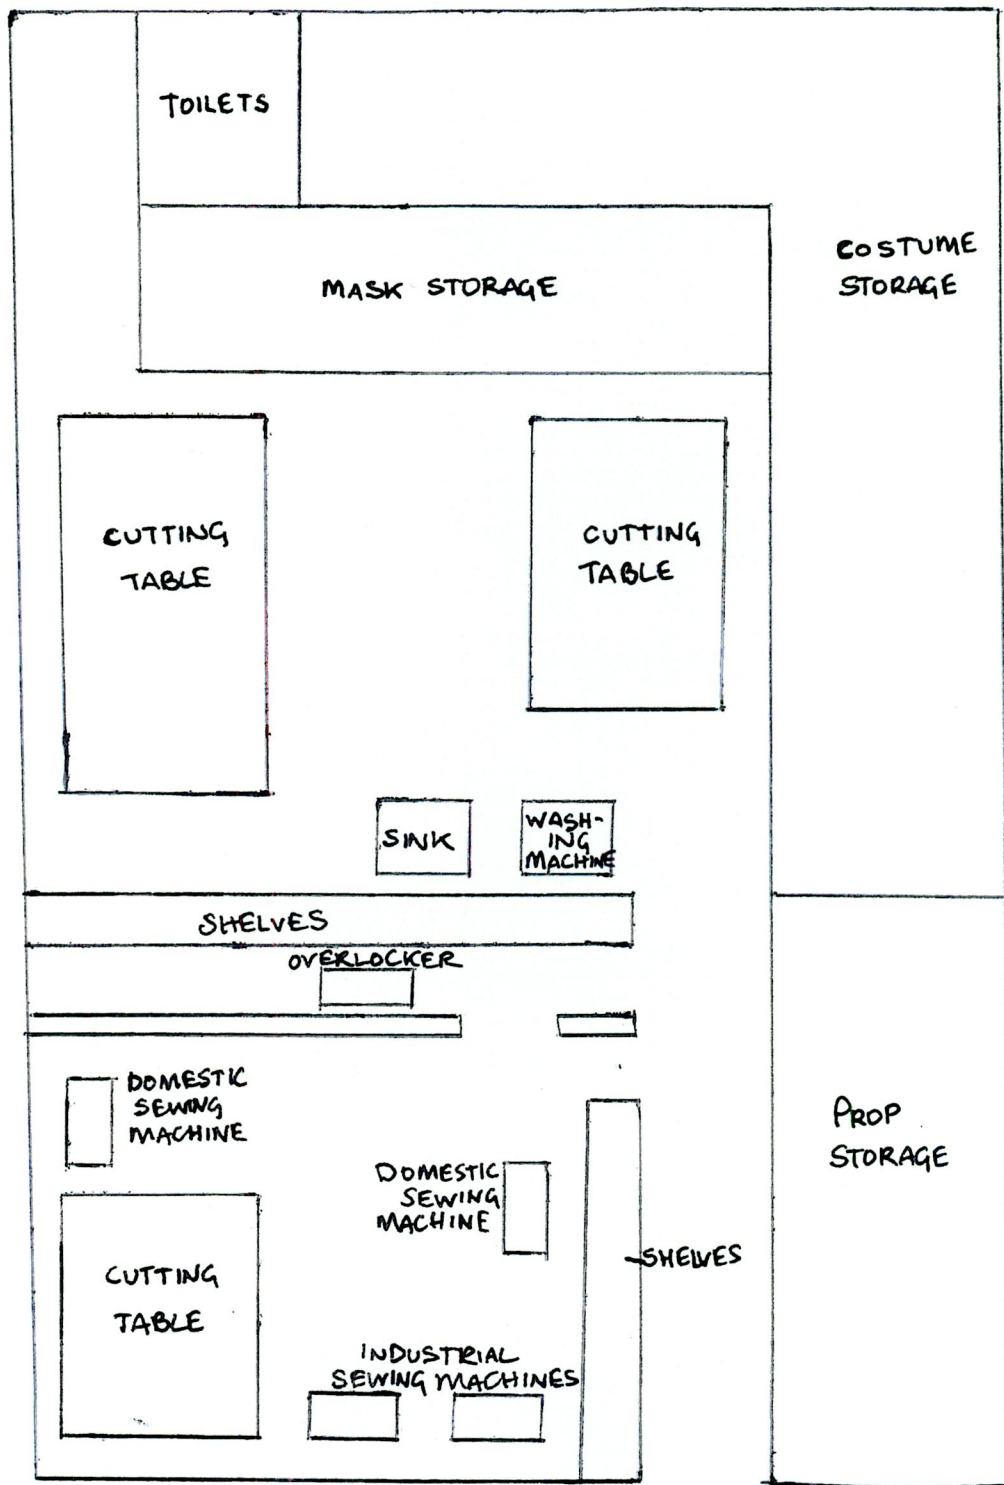 TOILETS
MASK STORAGE
COSTUME
STORAGE
CUTTING
TABLE
CUTTING
TABLE
SINK
WASH-
ING
MACHINE
SHELVES
OVERLOCKER
DOMESTIC
SEWING
MACHINE
DOMESTIC
SEWING
MACHINE
PROP
STORAGE
SHELVES
CUTTING
TABLE
INDUSTRIAL
SEWING MACHINES